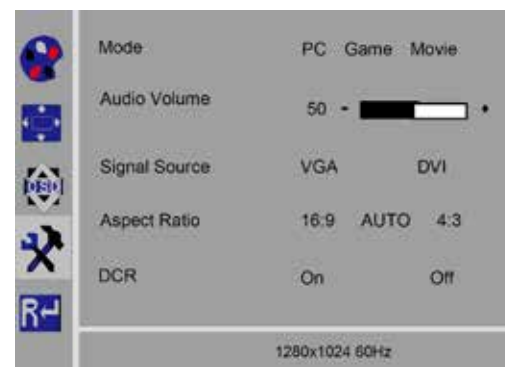 Mode PC Game Movie
Audio Volume 50 - +
Signal Source VGA DVI
OSD
Aspect Ratio 16:9 AUTO 4:3
DCR On Off
R
1280x1024 60Hz